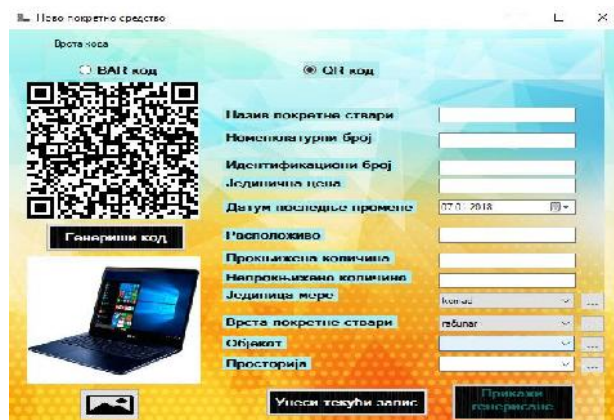 Ново покретно средство
Врста кода
BAR код
QR код
Назив покретне ствари
Номенклатурни број
Идентификациони број
Јединична цена
Датум последње промене
07.01.2018
Генериши код
Расположиво
Прокњижена количина
Непрокњижено количине
Јединица мере
komad
...
Врста покретне ствари
računar
...
Објекат
...
Просторија
...
Унеси текући запис
Прикажи
генерисане